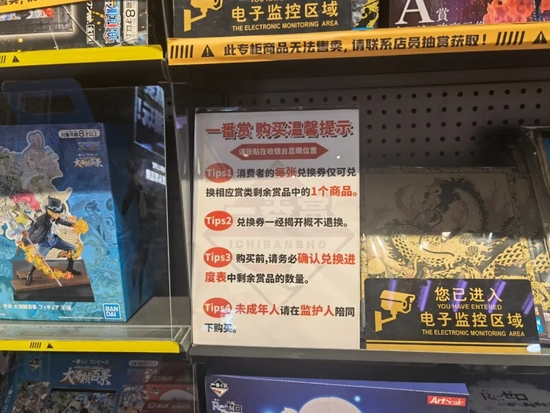 电子监控区域
THE ELECTRONIC MONITORING AREA
A赏
此专柜商品无法售卖，请联系店员抽赏获取！
一番赏 购买温馨提示
请张贴在收银台显眼位置
Tips1 消费者的每张兑换券仅可兑
换相应赏类剩余赏品中的1个商品。
Tips2 兑换券一经揭开概不退换。
ICHIBANSHO
Tips3 购买前,请务必确认兑换进
度表中剩余赏品的数量。
Tips4 未成年人请在监护人陪同
下购买。
BANDAI
您已进入
YOU HAVE ENTERED
电子监控区域
THE ELECTRONIC MONITORING AREA
Re:ゼロ